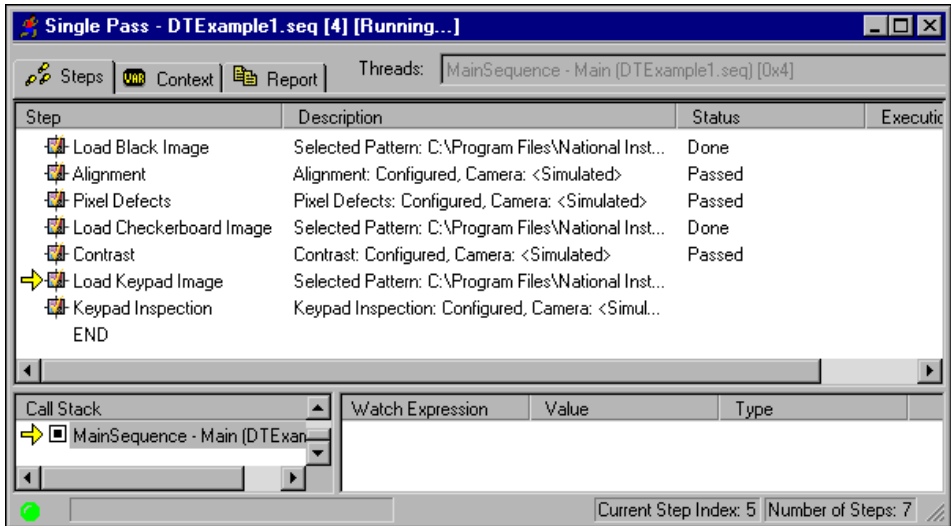 Single Pass - DTExample1.seq [4] [Running...]
Steps VAR Context Report Threads: MainSequence - Main (DTExample1.seq) [0x4]
Step Description Status Executio
Load Black Image Selected Pattern: C:\Program Files\National Inst... Done
Alignment Alignment: Configured, Camera: <Simulated> Passed
Pixel Defects Pixel Defects: Configured, Camera: <Simulated> Passed
Load Checkerboard Image Selected Pattern: C:\Program Files\National Inst... Done
Contrast Contrast: Configured, Camera: <Simulated> Passed
Load Keypad Image Selected Pattern: C:\Program Files\National Inst...
Keypad Inspection Keypad Inspection: Configured, Camera: <Simul...
END
Call Stack Watch Expression Value Type
MainSequence - Main (DTExan
Current Step Index: 5 Number of Steps: 7